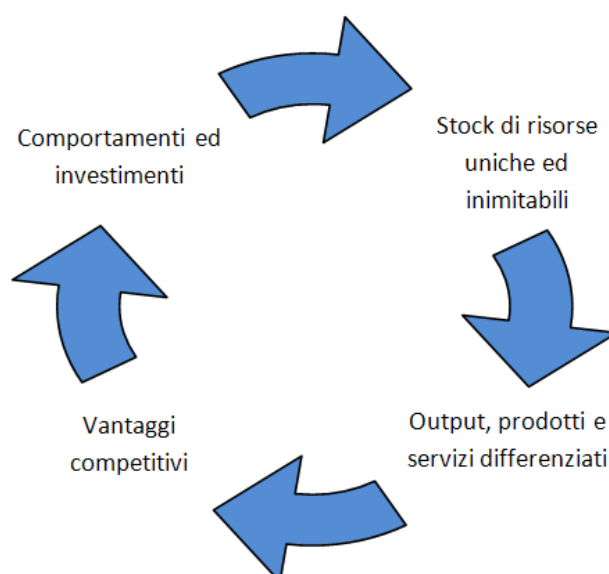 Comportamenti ed
investimenti
Stock di risorse
uniche ed
inimitabili
Output, prodotti e
servizi differenziati
Vantaggi
competitivi